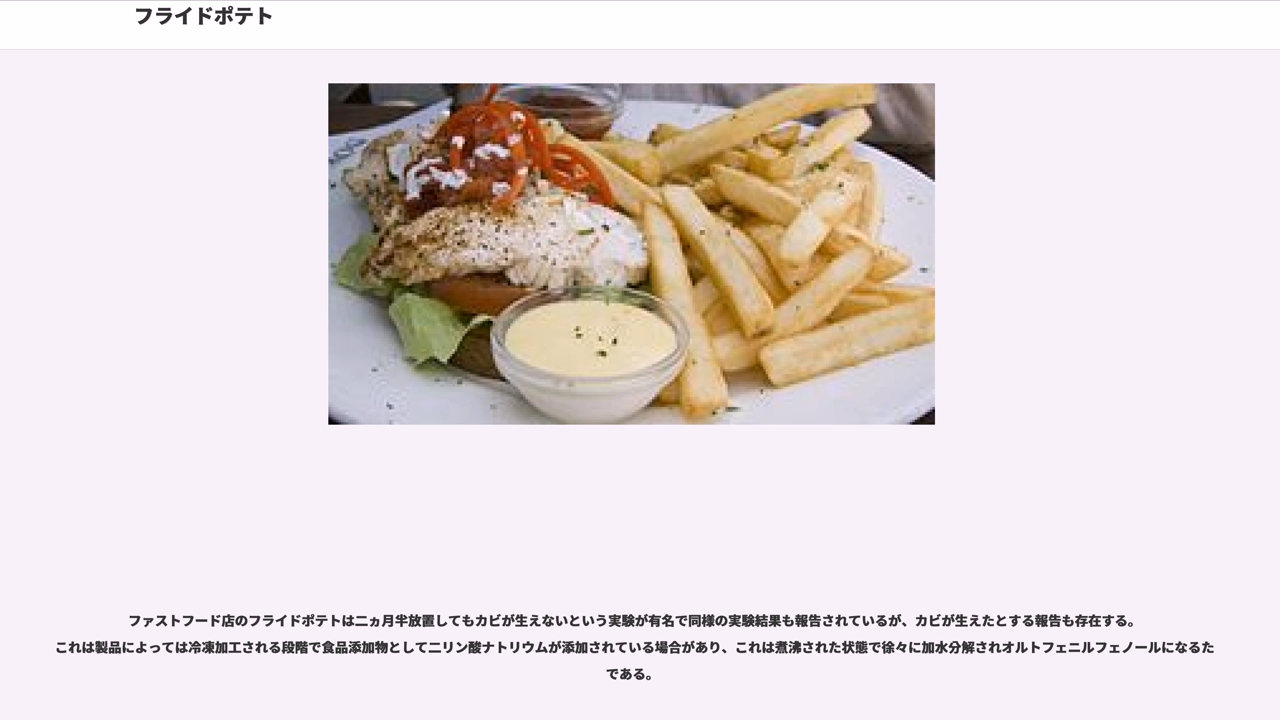 フライドポテト
ファストフード店のフライドポテトは二ヵ月半放置してもカビが生えないという実験が有名で同様の実験結果も報告されているが、カビが生えたとする報告も存在する。
これは製品によっては冷凍加工される段階で食品添加物として二リン酸ナトリウムが添加されている場合があり、これは煮沸された状態で徐々に加水分解されオルトフェニルフェノールになるた
である。